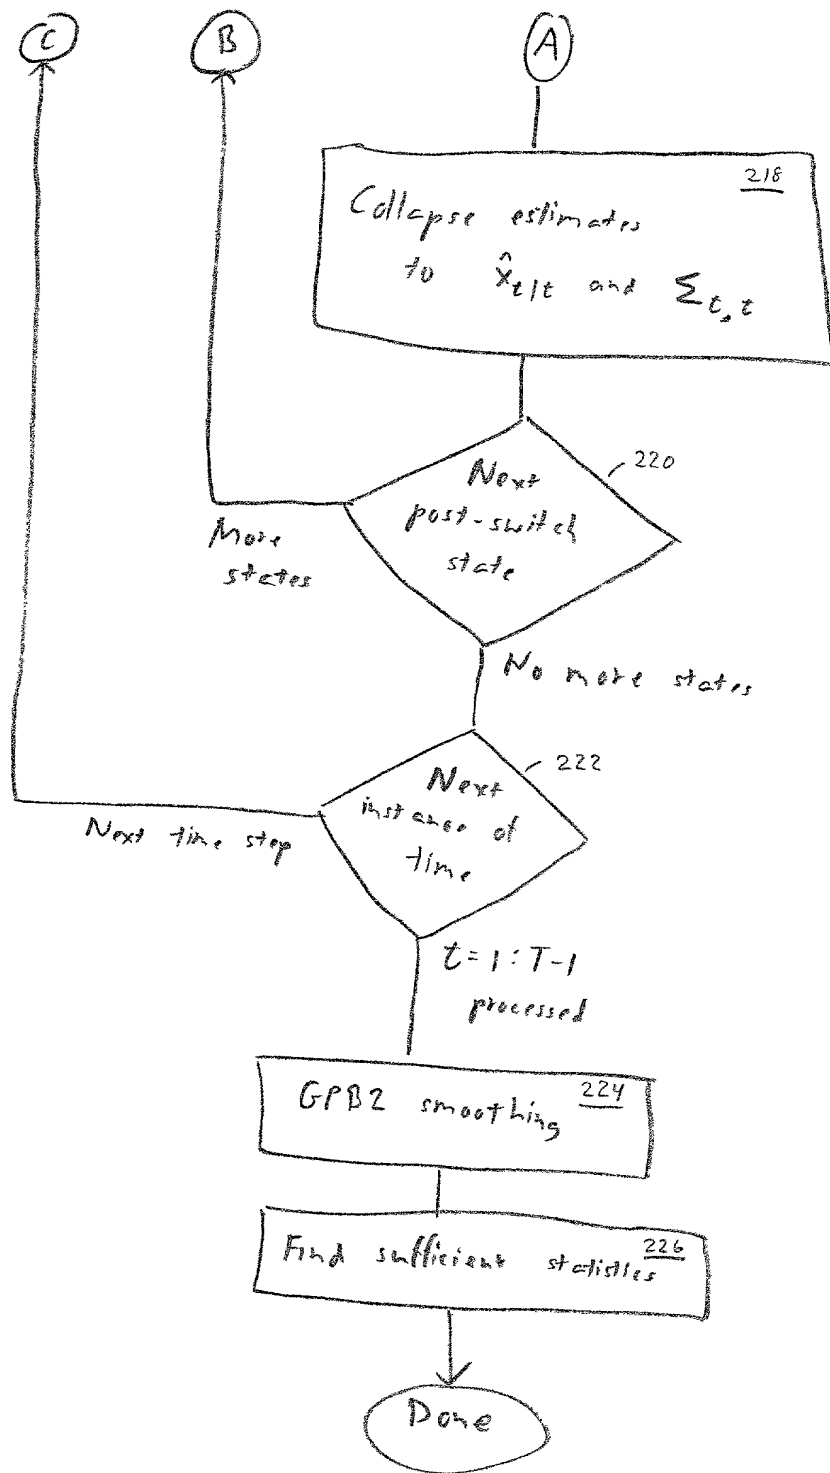 C
B
A
218
Collapse estimates
to x̂t|t and Σt,t
220
Next
post-switch
state
More
states
No more states
222
Next
instance of
time
Next time step
t=1:T-1
processed
224
GPB2 smoothing
226
Find sufficient statistics
Done